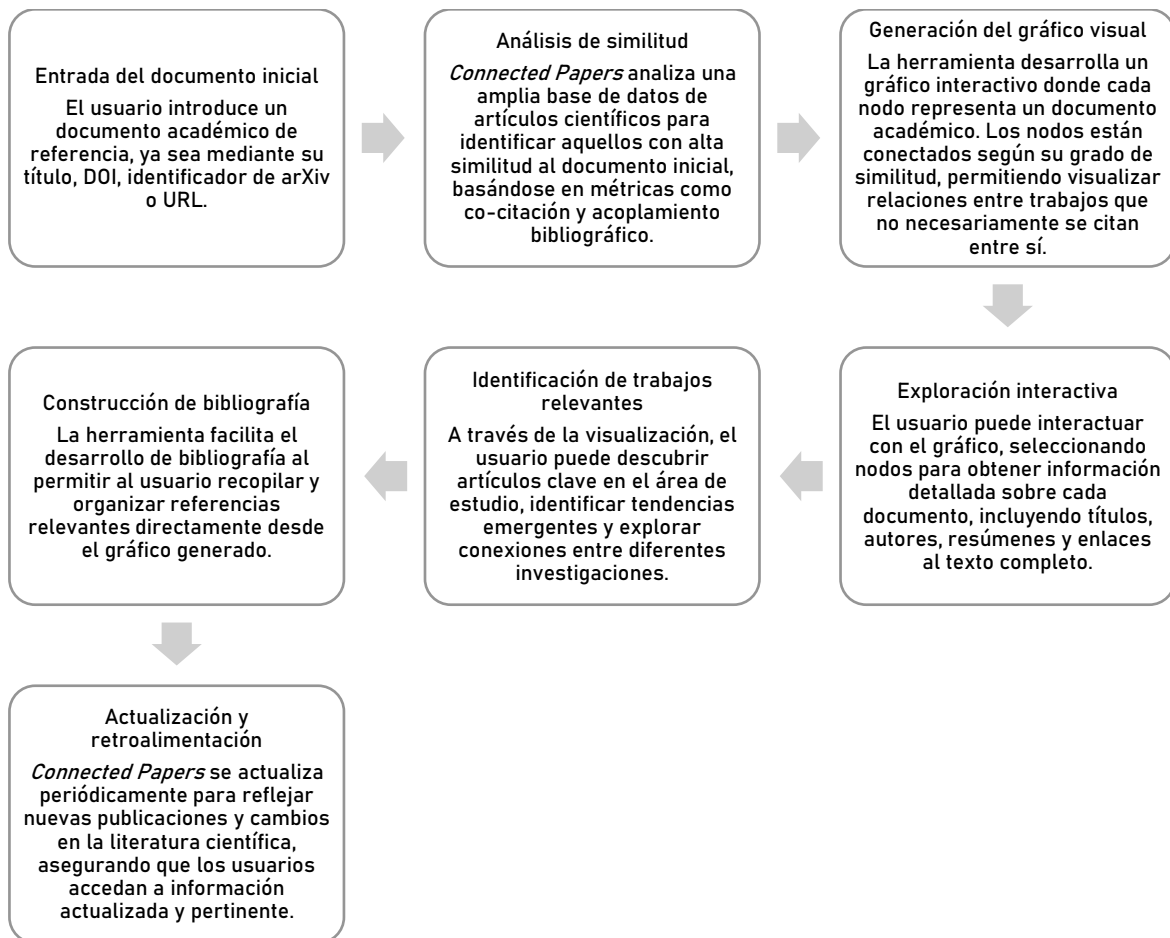 Entrada del documento inicial
El usuario introduce un
documento académico de
referencia, ya sea mediante su
título, DOI, identificador de arXiv
o URL.
Análisis de similitud
Connected Papers analiza una
amplia base de datos de
artículos científicos para
identificar aquellos con alta
similitud al documento inicial,
basándose en métricas como
co-citación y acoplamiento
bibliográfico.
Generación del gráfico visual
La herramienta desarrolla un
gráfico interactivo donde cada
nodo representa un documento
académico. Los nodos están
conectados según su grado de
similitud, permitiendo visualizar
relaciones entre trabajos que
no necesariamente se citan
entre sí.
Exploración interactiva
El usuario puede interactuar
con el gráfico, seleccionando
nodos para obtener información
detallada sobre cada
documento, incluyendo títulos,
autores, resúmenes y enlaces
al texto completo.
Identificación de trabajos
relevantes
A través de la visualización, el
usuario puede descubrir
artículos clave en el área de
estudio, identificar tendencias
emergentes y explorar
conexiones entre diferentes
investigaciones.
Construcción de bibliografía
La herramienta facilita el
desarrollo de bibliografía al
permitir al usuario recopilar y
organizar referencias
relevantes directamente desde
el gráfico generado.
Actualización y
retroalimentación
Connected Papers se actualiza
periódicamente para reflejar
nuevas publicaciones y cambios
en la literatura científica,
asegurando que los usuarios
accedan a información
actualizada y pertinente.